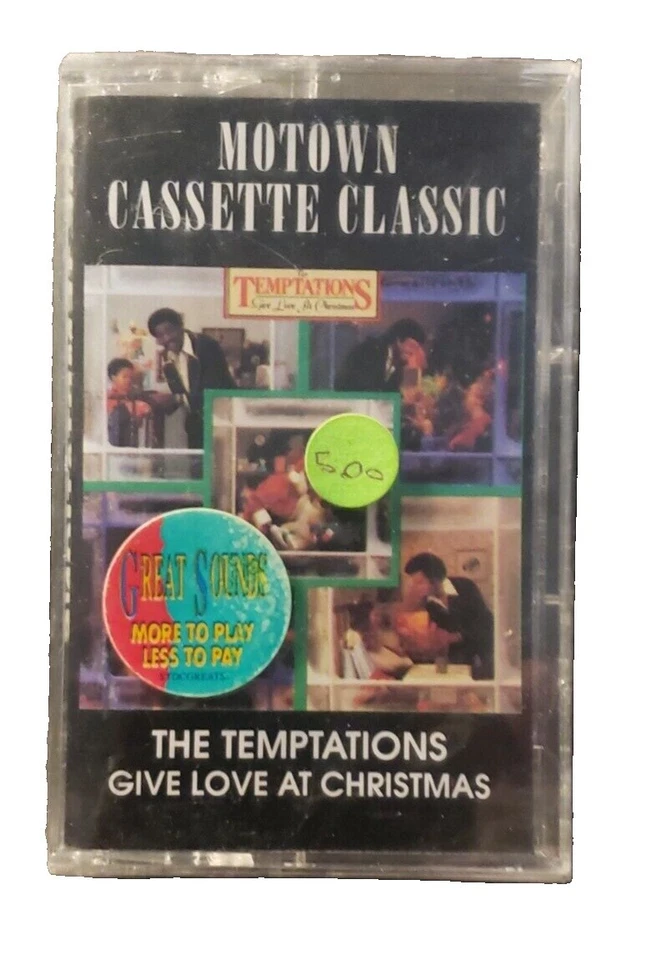 MOTOWN
CASSETTE CLASSIC
The
TEMPTATIONS
Give Love At Christmas
5.00
GREAT SOUNDS
MORE TO PLAY
LESS TO PAY
THE TEMPTATIONS
GIVE LOVE AT CHRISTMAS